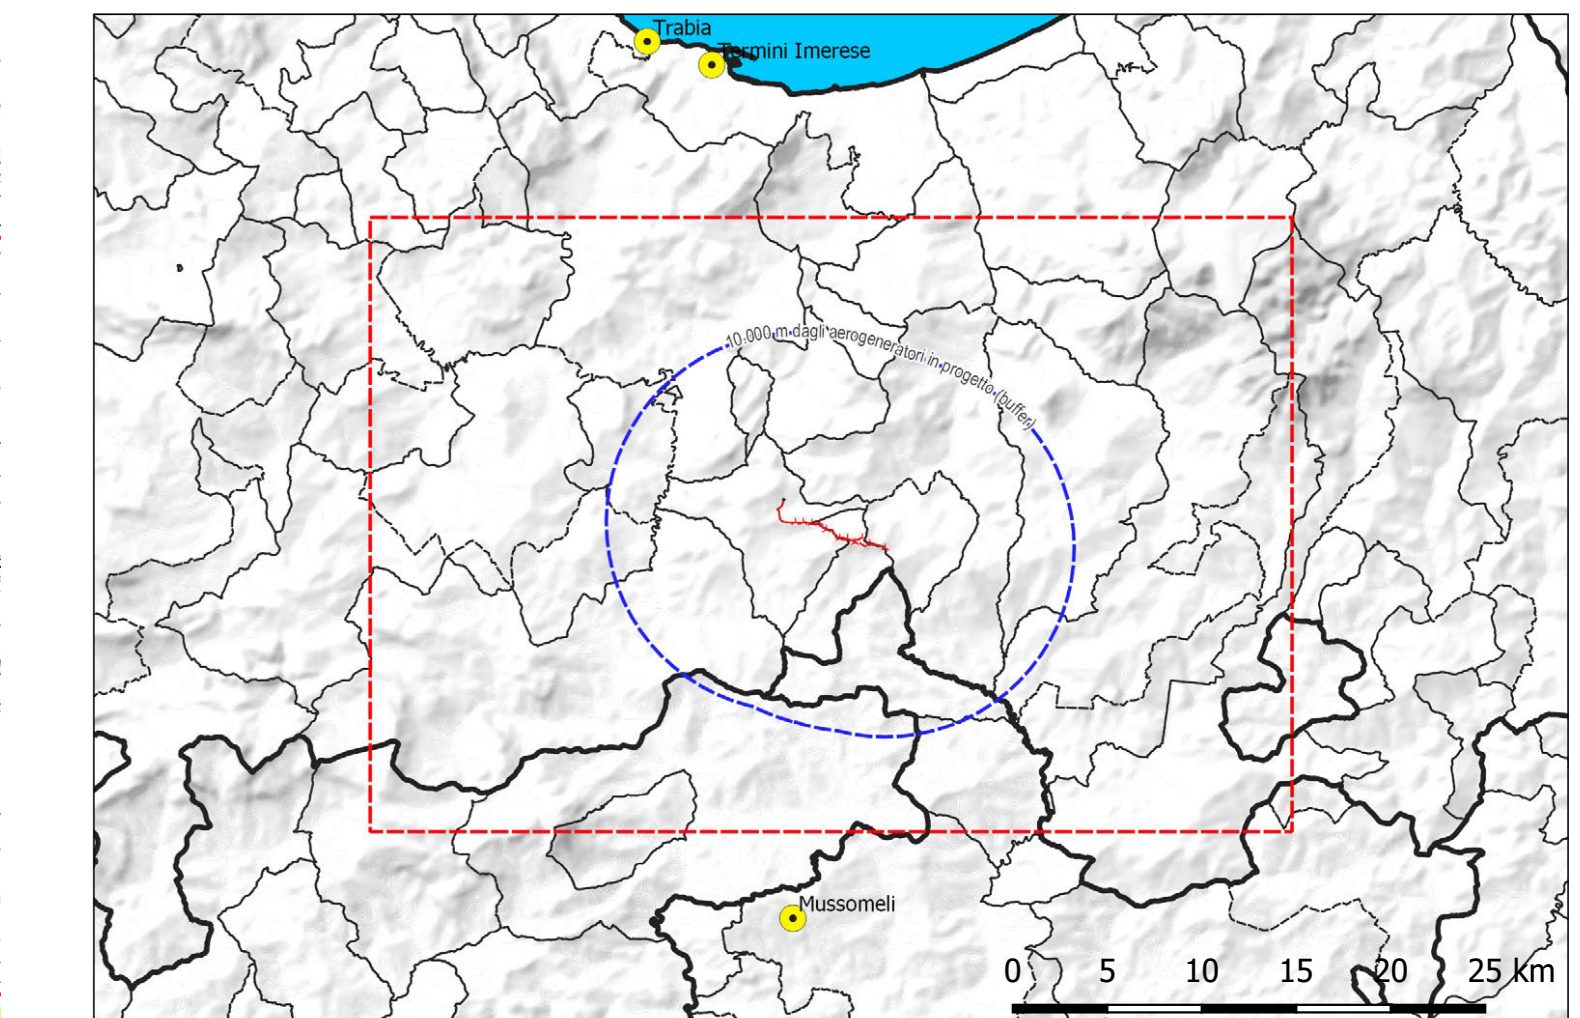 Trabia
Termini Imerese
10.000 m dagli aerogeneratori in progetto (buffer)
Mussomeli
0 5 10 15 20 25 km